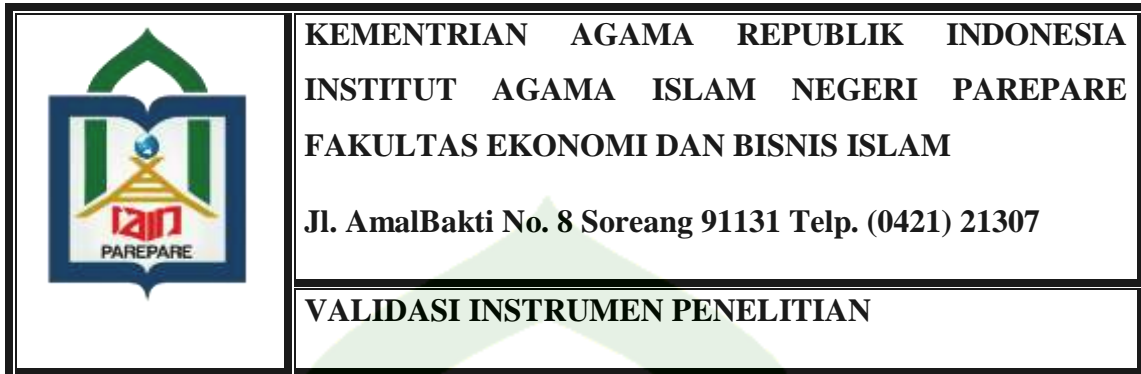 KEMENTRIAN AGAMA REPUBLIK INDONESIA
INSTITUT AGAMA ISLAM NEGERI PAREPARE
FAKULTAS EKONOMI DAN BISNIS ISLAM
Jl. AmalBakti No. 8 Soreang 91131 Telp. (0421) 21307
VALIDASI INSTRUMEN PENELITIAN
iain
PAREPARE